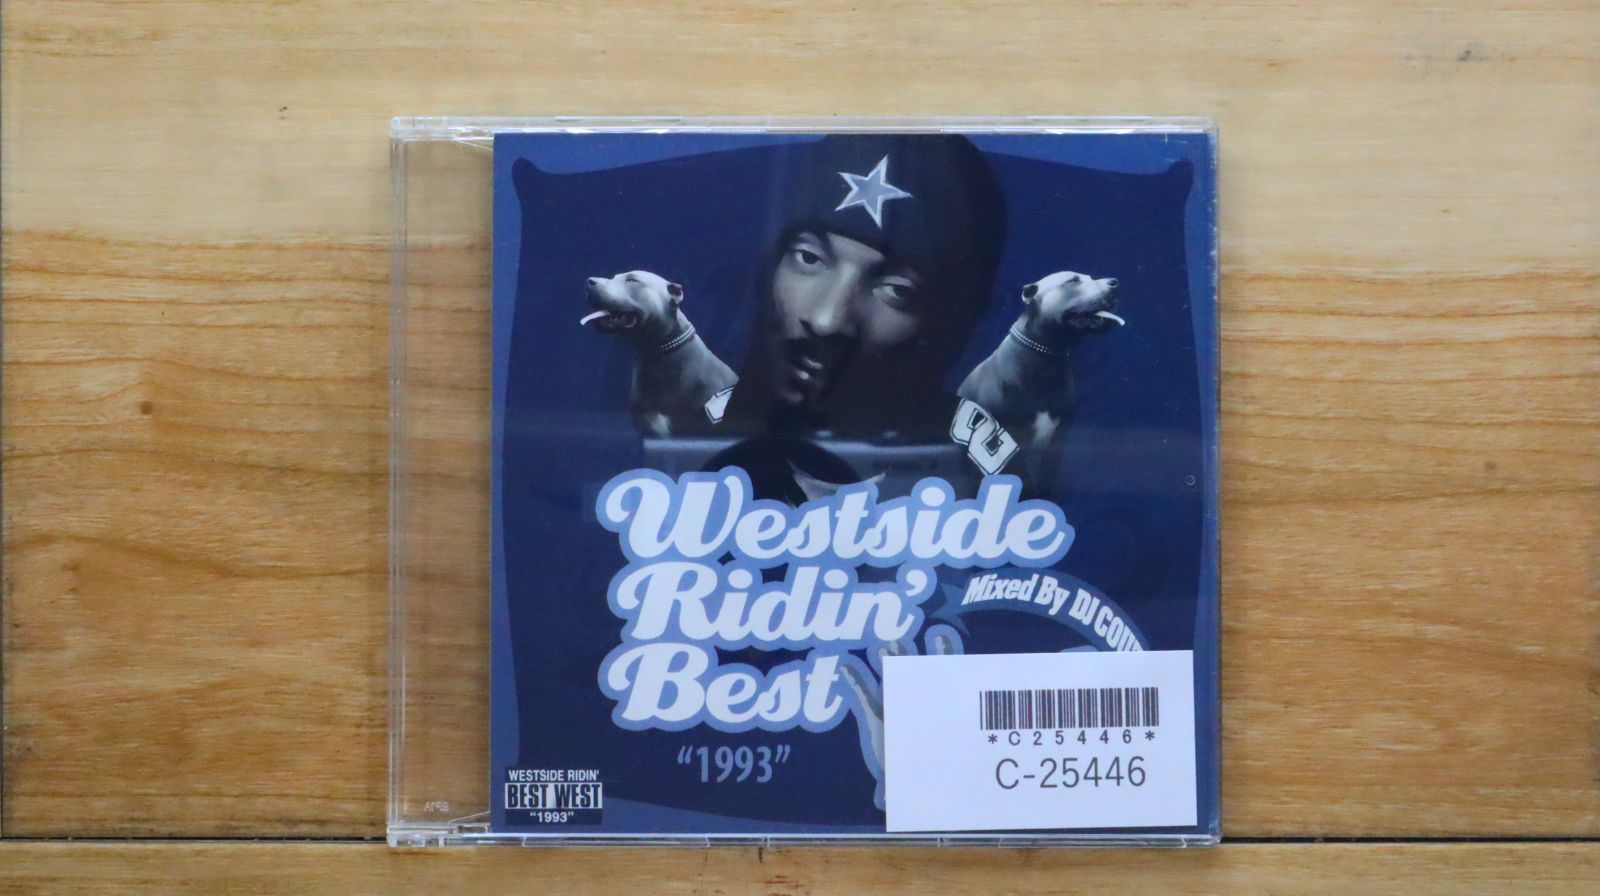 Westside
Ridin'
Best
Mixed By DJ
"1993"
WESTSIDE RIDIN'
BEST WEST
"1993"
*C25446*
C-25446